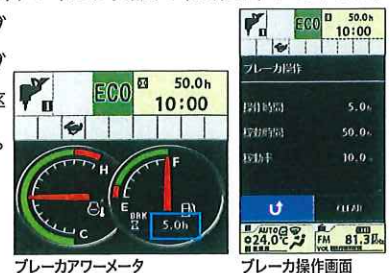 ECO
50.0h
10:00
H
C
F
E
BRK
5.0h
ブレーカアワーメータ
ECO
10:00
ブレーカ操作
操作時間 5.0h
稼動時間 50.0h
稼動率 10.0
CLEAR
AUTO
24.0℃
FM 81.3
ブレーカ操作画面